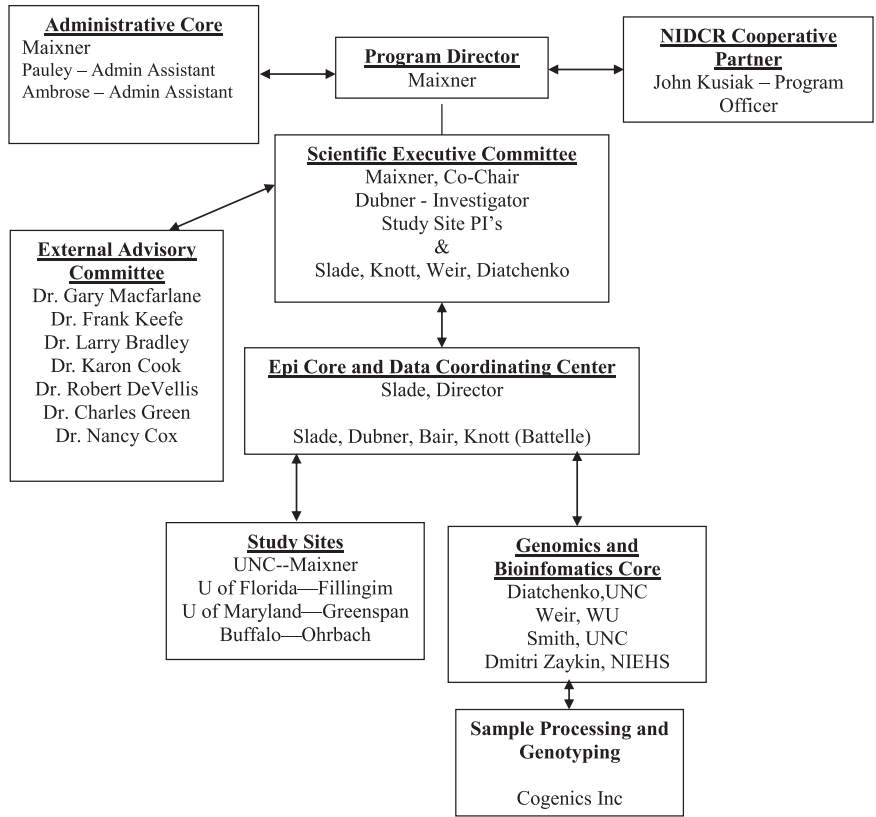 Administrative Core
Maixner
Pauley – Admin Assistant
Ambrose – Admin Assistant
Program Director
Maixner
NIDCR Cooperative
Partner
John Kusiak – Program
Officer
Scientific Executive Committee
Maixner, Co-Chair
Dubner - Investigator
Study Site PI's
&
Slade, Knott, Weir, Diatchenko
External Advisory
Committee
Dr. Gary Macfarlane
Dr. Frank Keefe
Dr. Larry Bradley
Dr. Karon Cook
Dr. Robert DeVellis
Dr. Charles Green
Dr. Nancy Cox
Epi Core and Data Coordinating Center
Slade, Director
Slade, Dubner, Bair, Knott (Battelle)
Study Sites
UNC--Maixner
U of Florida—Fillingim
U of Maryland—Greenspan
Buffalo—Ohrbach
Genomics and
Bioinfomatics Core
Diatchenko,UNC
Weir, WU
Smith, UNC
Dmitri Zaykin, NIEHS
Sample Processing and
Genotyping
Cogenics Inc